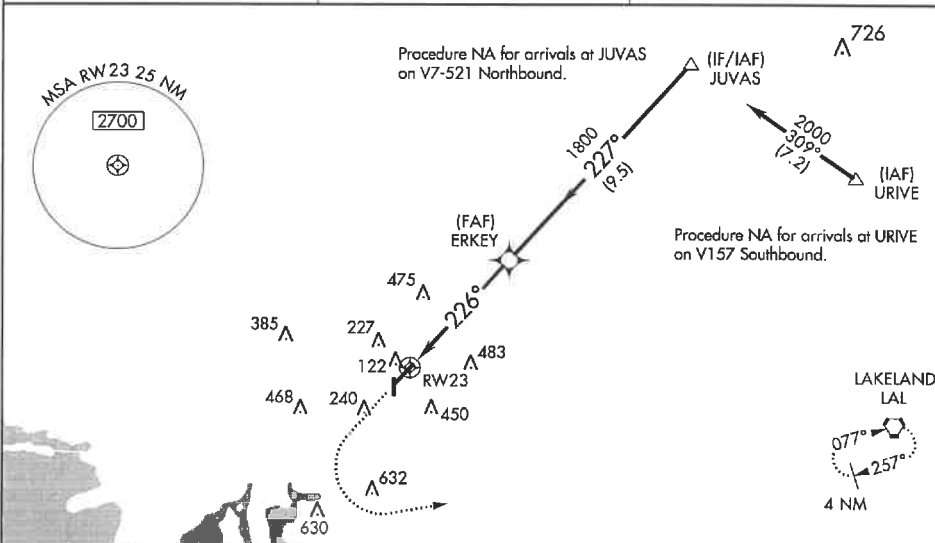 MSA RW23 25 NM
2700
Procedure NA for arrivals at JUVAS
on V7-521 Northbound.
(IF/IAF)
JUVAS
726
1800
227°
(9.5)
2000
309°
(7.2)
(IAF)
URIVE
Procedure NA for arrivals at URIVE
on V157 Southbound.
(FAF)
ERKEY
226°
475
385
227
122
RW23
483
468
240
450
632
630
LAKELAND
LAL
077°
257°
4 NM